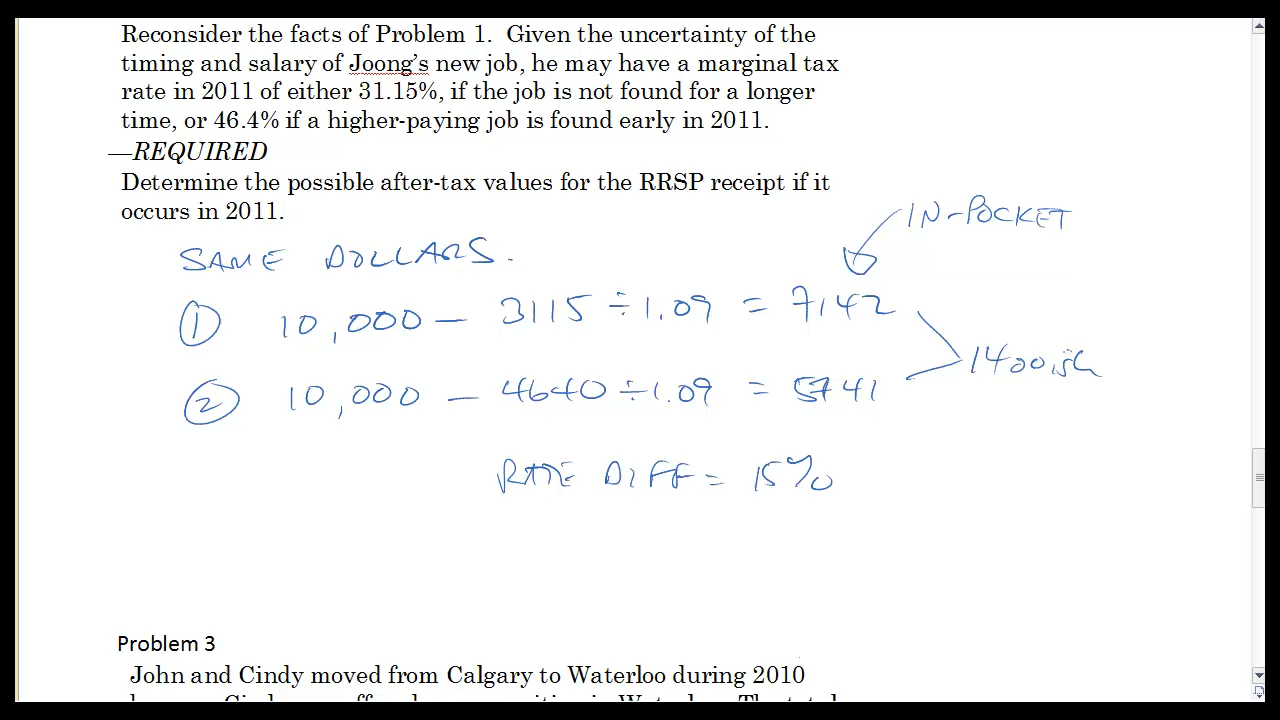 Reconsider the facts of Problem 1. Given the uncertainty of the
timing and salary of Joong's new job, he may have a marginal tax
rate in 2011 of either 31.15%, if the job is not found for a longer
time, or 46.4% if a higher-paying job is found early in 2011.
—REQUIRED
Determine the possible after-tax values for the RRSP receipt if it
occurs in 2011.
IN-POCKET
SAME DOLLARS.
① 10,000 — 3115 ÷ 1.09 = 7,142
1400ish
② 10,000 — 4640 ÷ 1.09 = 5741
RATE DIFF = 15%
Problem 3
John and Cindy moved from Calgary to Waterloo during 2010